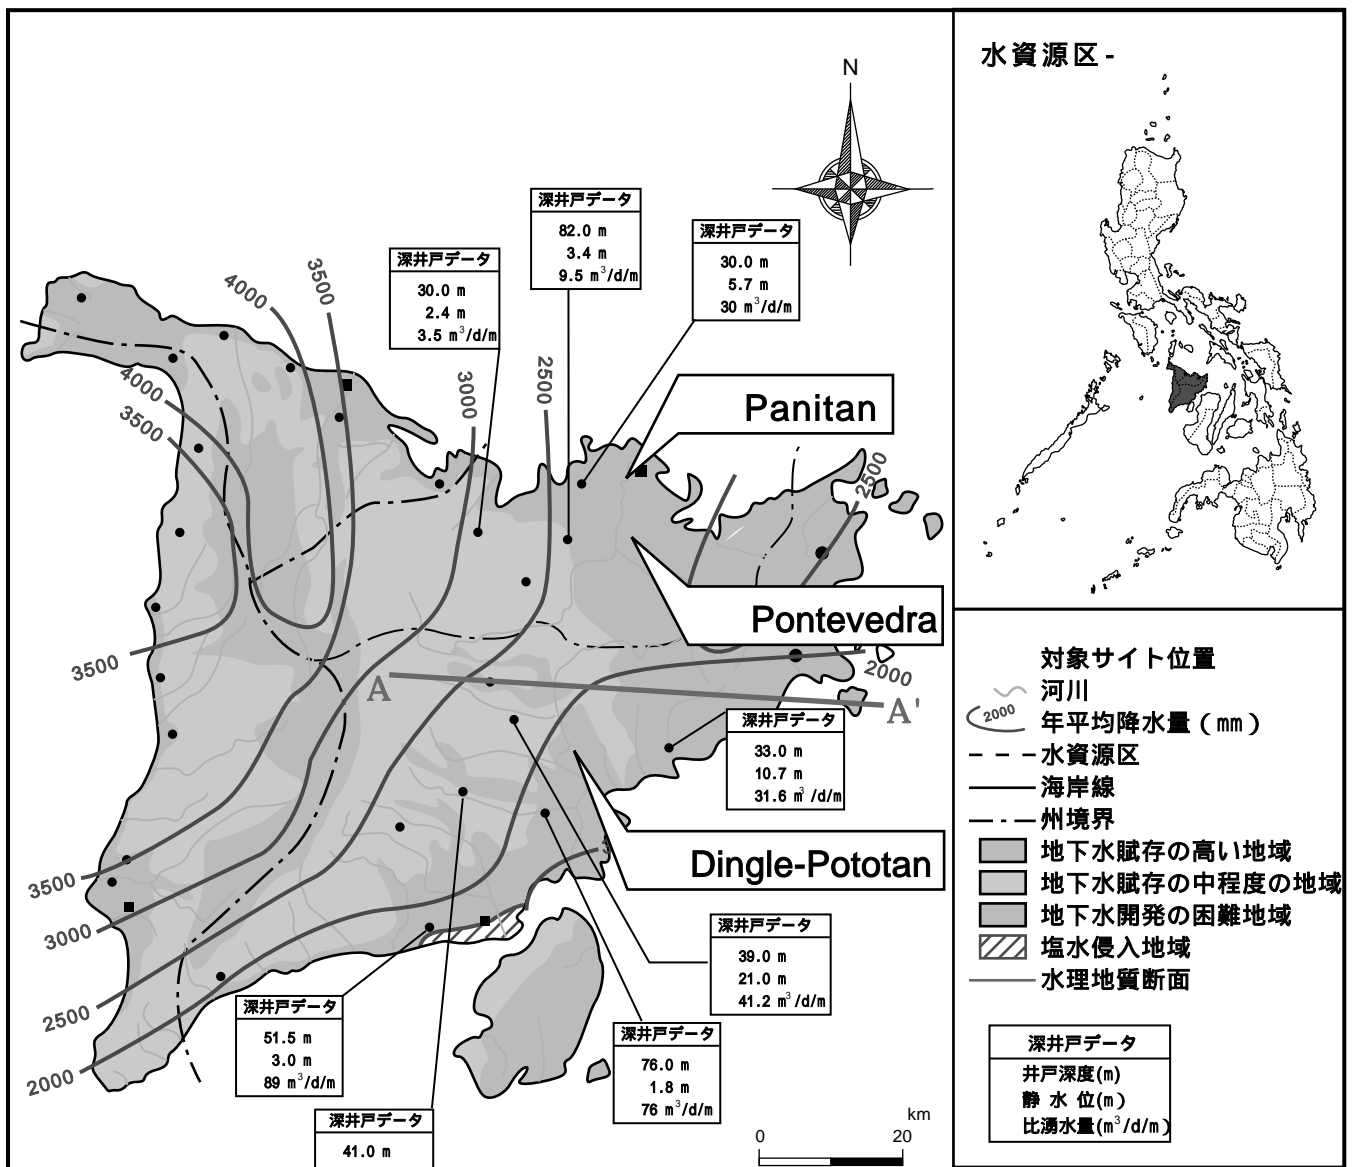 水資源区-
N
深井戸データ
82.0 m
3.4 m
9.5 m³/d/m
深井戸データ
30.0 m
5.7 m
30 m³/d/m
深井戸データ
30.0 m
2.4 m
3.5 m³/d/m
4000
3500
3000
2500
Panitan
4000
3500
2500
Pontevedra
3500
A
A'
2000
深井戸データ
33.0 m
10.7 m
31.6 m³/d/m
Dingle-Pototan
3500
3000
2500
2000
深井戸データ
39.0 m
21.0 m
41.2 m³/d/m
深井戸データ
51.5 m
3.0 m
89 m³/d/m
深井戸データ
76.0 m
1.8 m
76 m³/d/m
深井戸データ
41.0 m
km
0 20
対象サイト位置
河川
2000
年平均降水量(㎜)
水資源区
海岸線
州境界
地下水賦存の高い地域
地下水賦存の中程度の地域
地下水開発の困難地域
塩水侵入地域
水理地質断面
深井戸データ
井戸深度(m)
静 水 位(m)
比湧水量(m³/d/m)